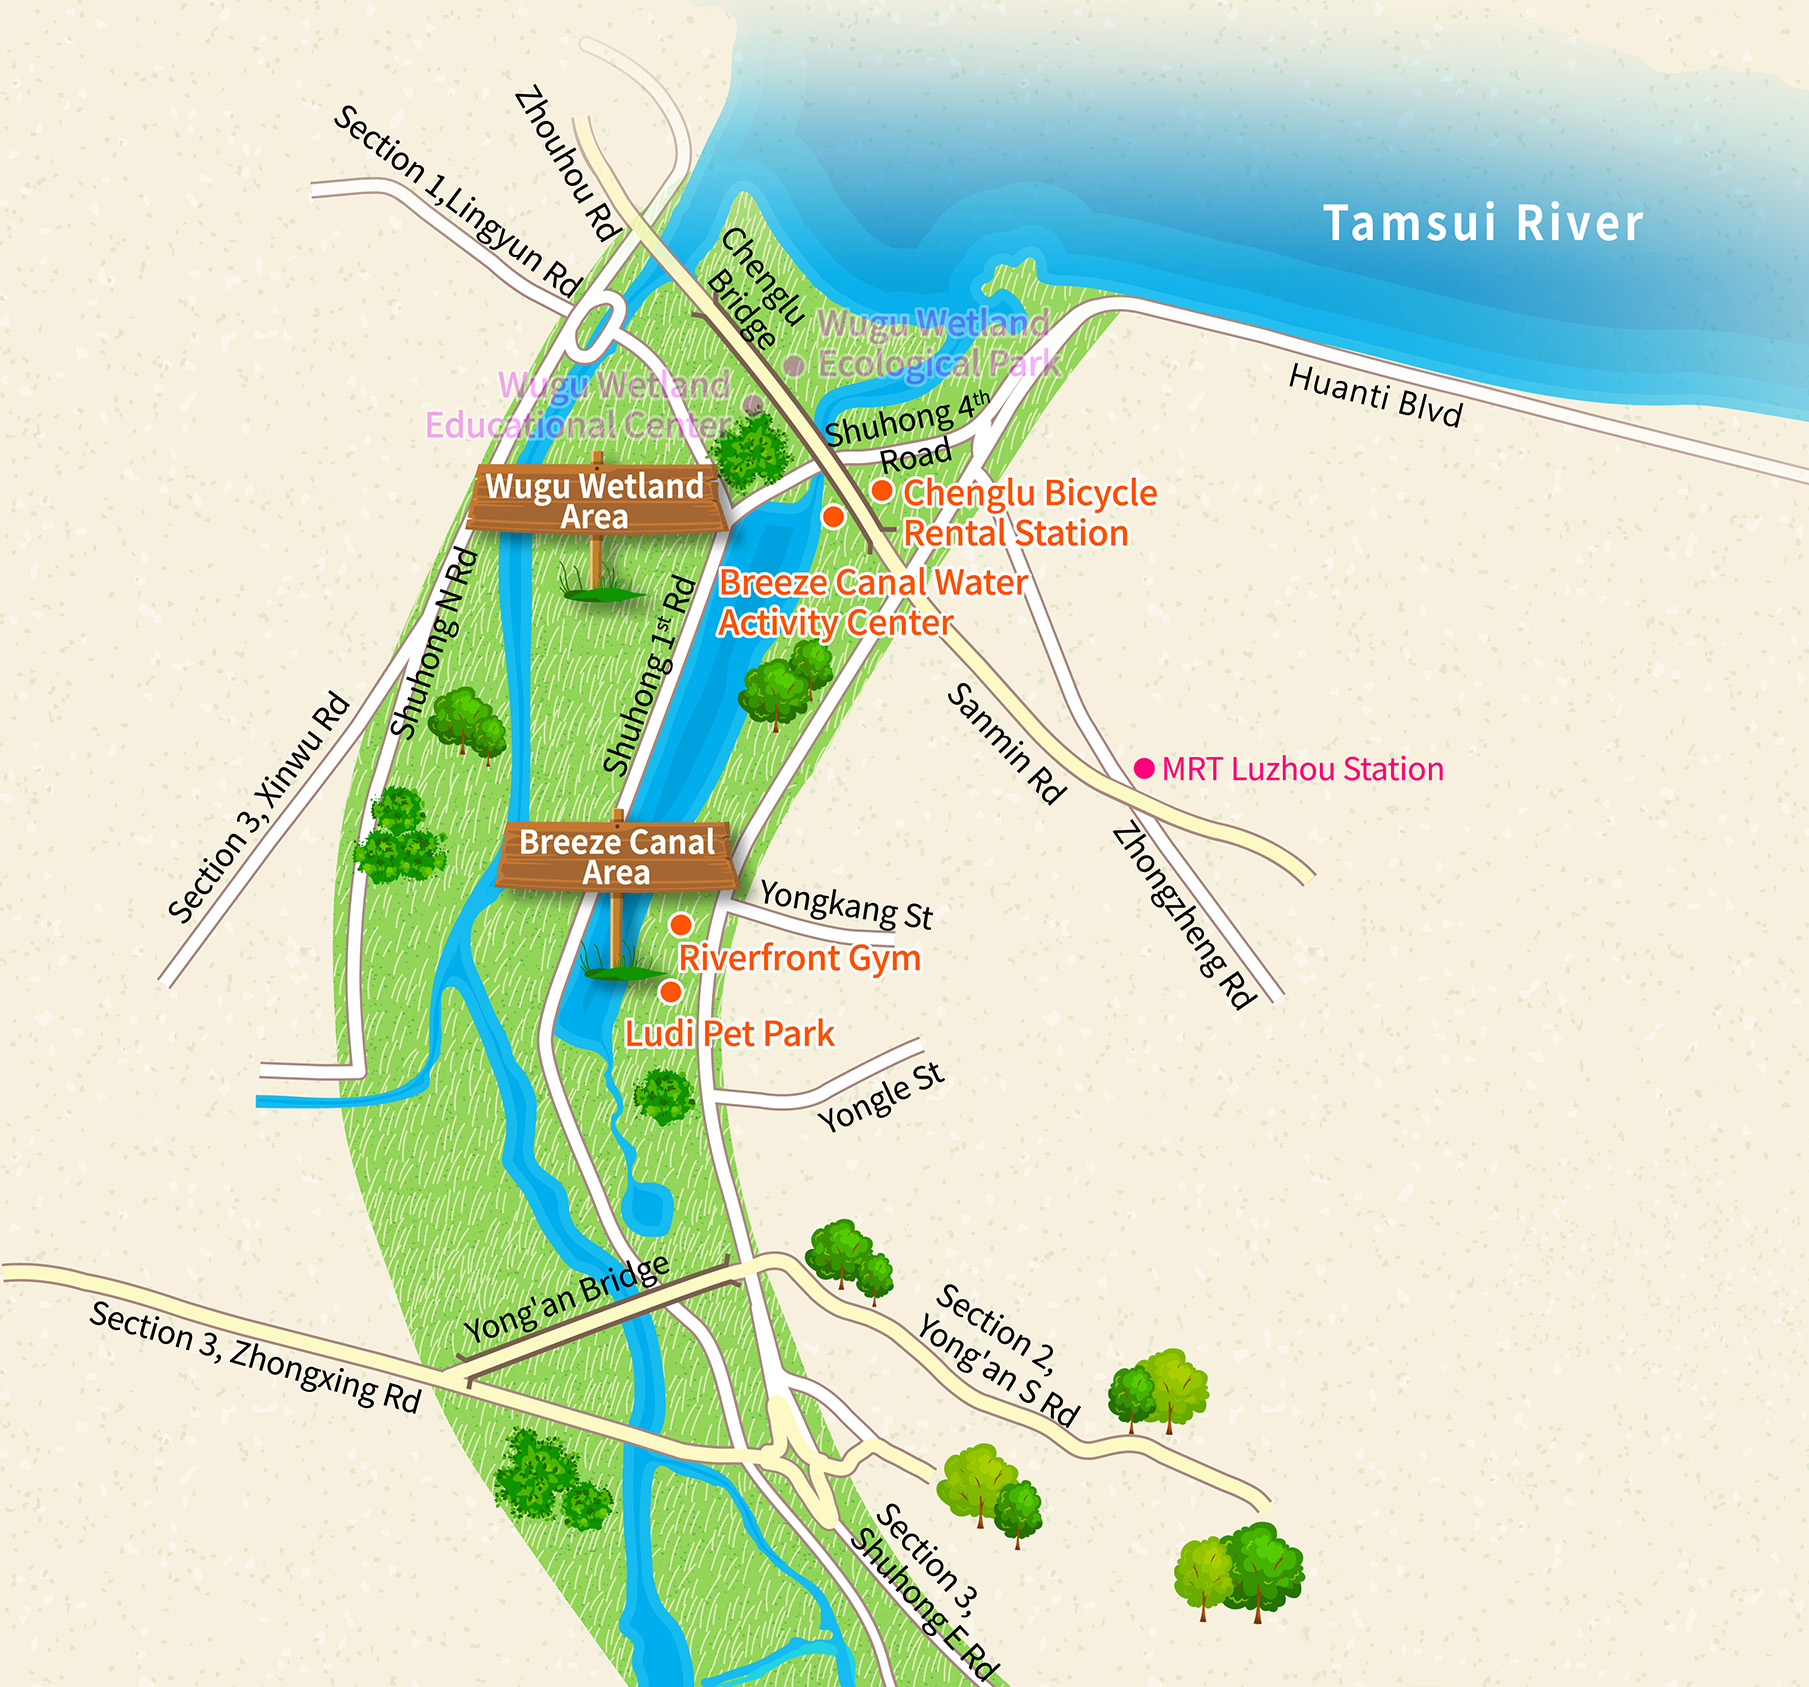 Zhouhou Rd
Section 1,Lingyun Rd
Tamsui River
Chenglu
Bridge
Wugu Wetland
Ecological Park
Wugu Wetland
Educational Center
Shuhong 4th
Road
Huanti Blvd
Wugu Wetland
Area
Chenglu Bicycle
Rental Station
Breeze Canal Water
Activity Center
Shuhong N Rd
Shuhong 1st Rd
Section 3, Xinwu Rd
Sanmin Rd
MRT Luzhou Station
Zhongzheng Rd
Breeze Canal
Area
Yongkang St
Riverfront Gym
Ludi Pet Park
Yongle St
Yong'an Bridge
Section 3, Zhongxing Rd
Section 2,
Yong'an S Rd
Section 3,
Shuhong E Rd